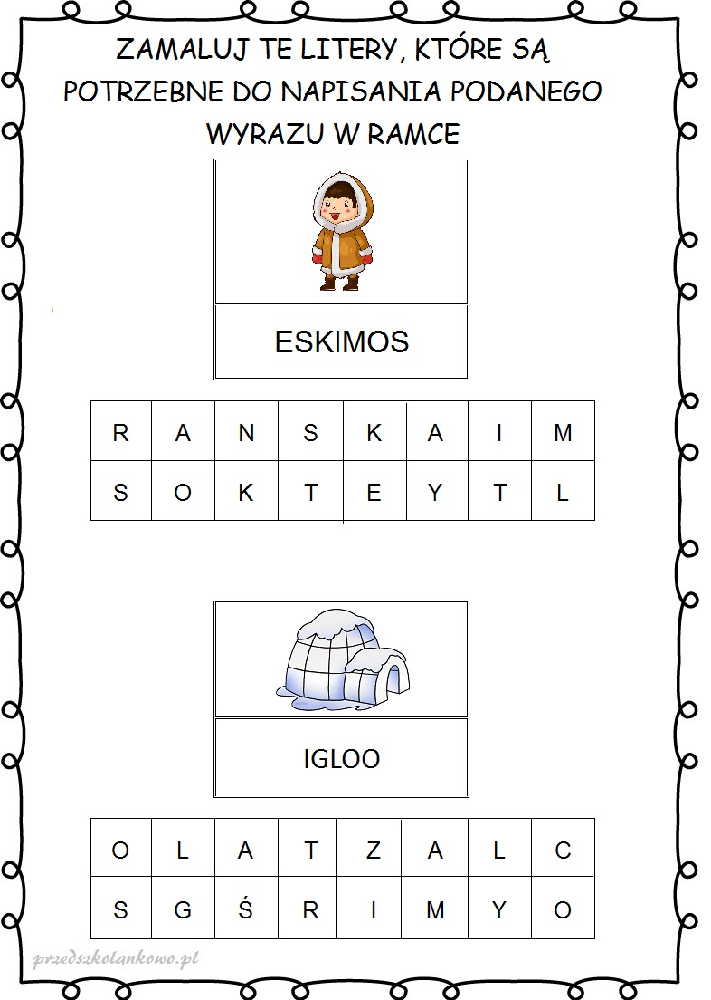 ZAMALUJ TE LITERY, KTÓRE SĄ
POTRZEBNE DO NAPISANIA PODANEGO
WYRAZU W RAMCE
ESKIMOS
R A N S K A I M
S O K T E Y T L
IGLOO
O L A T Z A L C
S G Ś R I M Y O
przedszkolankowo.pl